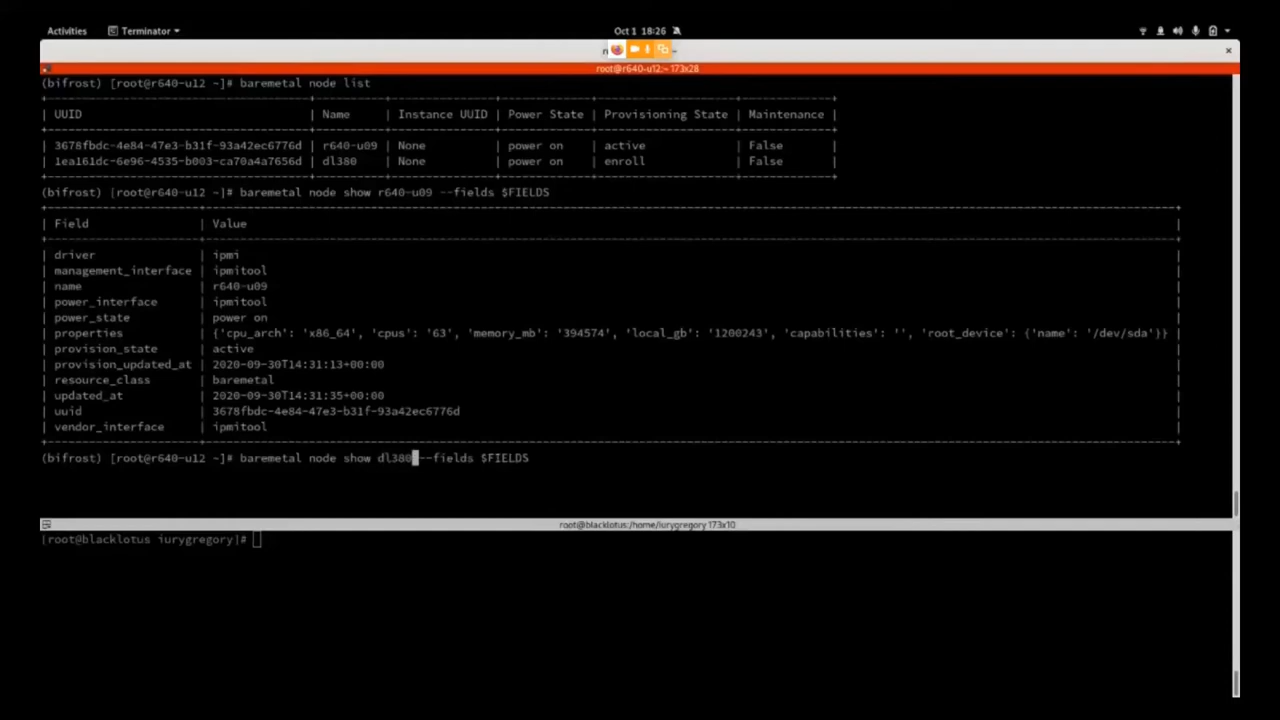 Activities Terminator Oct 1 18:26
root@r640-u12:~ 173x28
(bifrost) [root@r640-u12 ~]# baremetal node list
| UUID | Name | Instance UUID | Power State | Provisioning State | Maintenance |
| 3678fbdc-4e84-47e3-b31f-93a42ec6776d | r640-u09 | None | power on | active | False |
| 1ea161dc-6e96-4535-b003-ca70a4a7656d | dl380 | None | power on | enroll | False |
(bifrost) [root@r640-u12 ~]# baremetal node show r640-u09 --fields $FIELDS
| Field | Value |
| driver | ipmi |
| management_interface | ipmitool |
| name | r640-u09 |
| power_interface | ipmitool |
| power_state | power on |
| properties | {'cpu_arch': 'x86_64', 'cpus': '63', 'memory_mb': '394574', 'local_gb': '1200243', 'capabilities': '', 'root_device': {'name': '/dev/sda'}} |
| provision_state | active |
| provision_updated_at | 2020-09-30T14:31:13+00:00 |
| resource_class | baremetal |
| updated_at | 2020-09-30T14:31:35+00:00 |
| uuid | 3678fbdc-4e84-47e3-b31f-93a42ec6776d |
| vendor_interface | ipmitool |
(bifrost) [root@r640-u12 ~]# baremetal node show dl380 --fields $FIELDS
root@blacklotus:/home/iurygregory 173x10
[root@blacklotus iurygregory]#